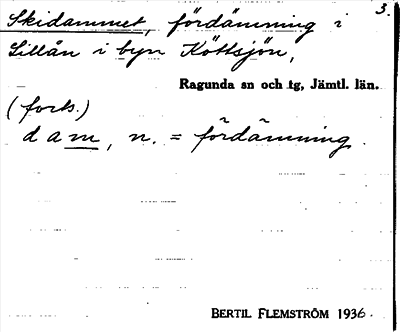 3.
Skidammet, fördämning i
Lillån i byn Köttsjön,
Ragunda sn och tg, Jämtl. län.
(forts.)
dam, n. = fördämning.
BERTIL FLEMSTRÖM 1936.